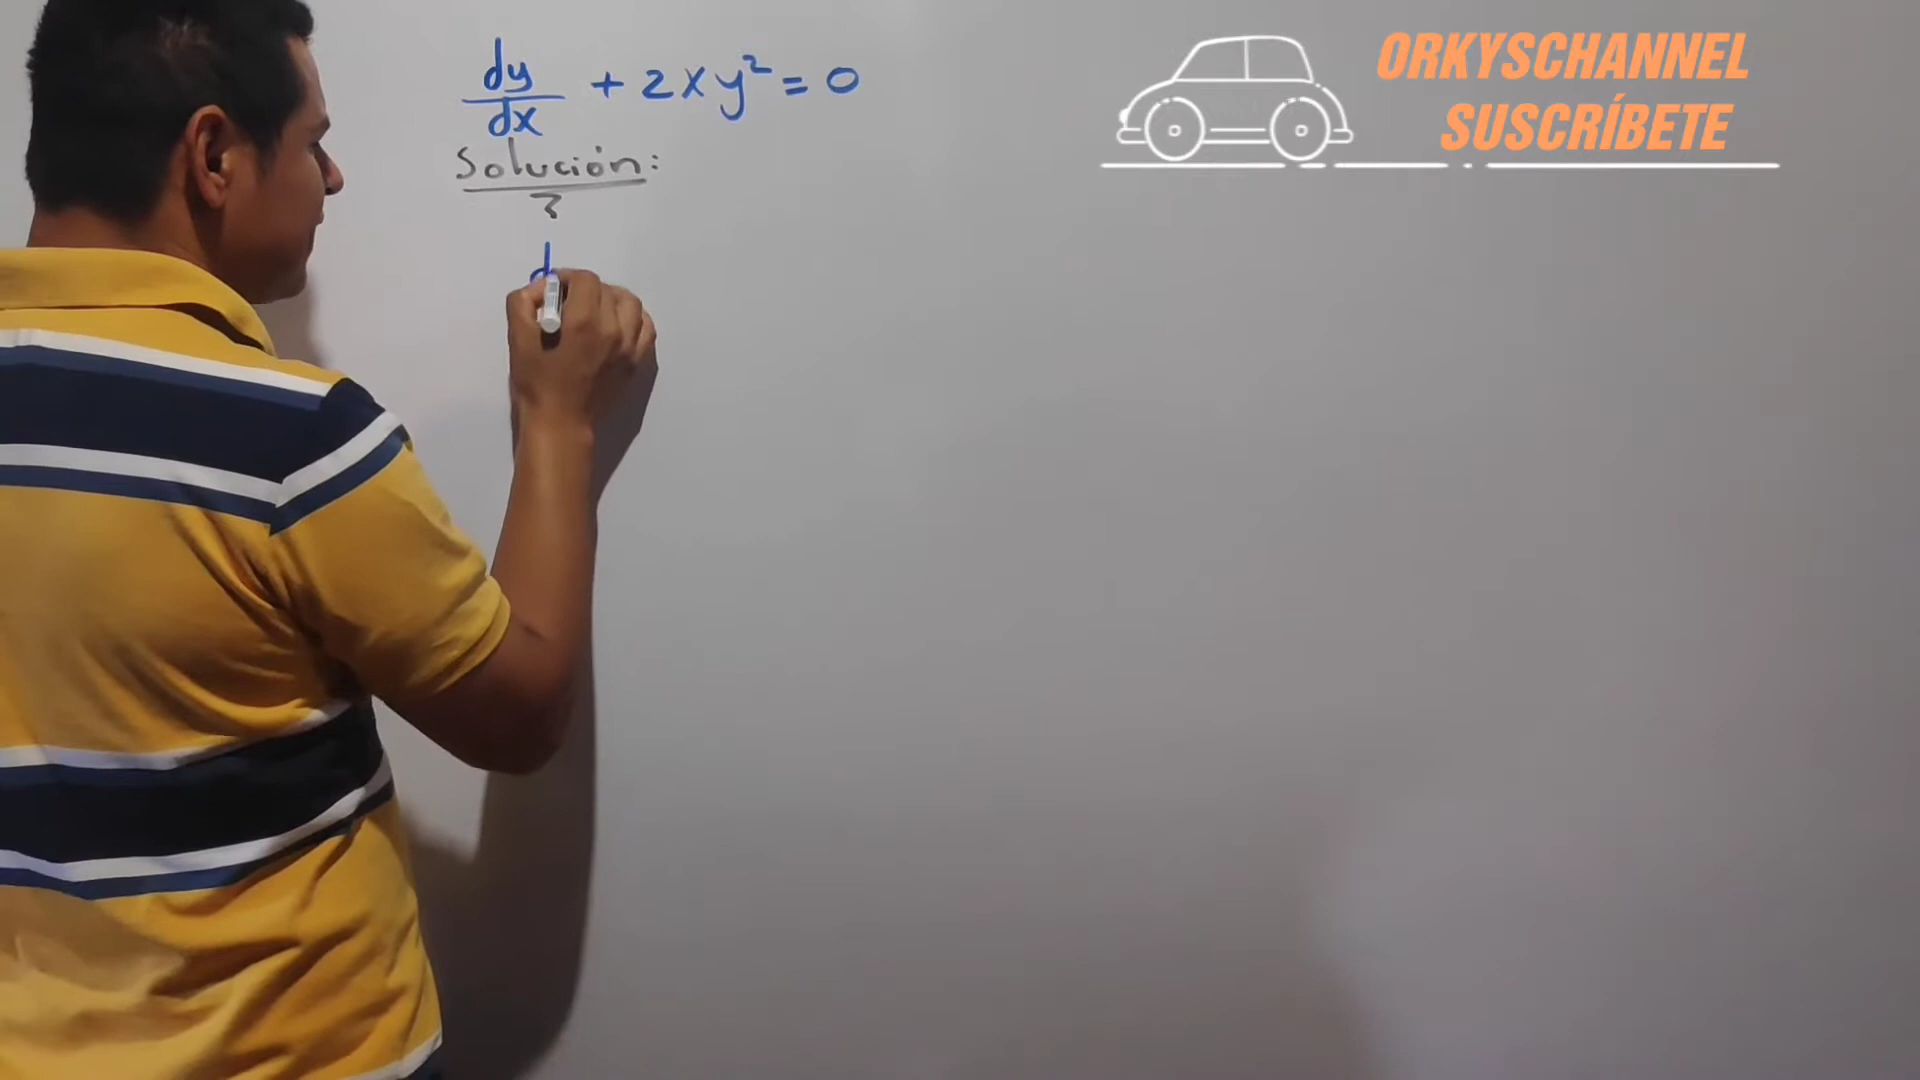 dy/dx + 2xy² = 0
Solución:
d
ORKYSCHANNEL
SUSCRÍBETE